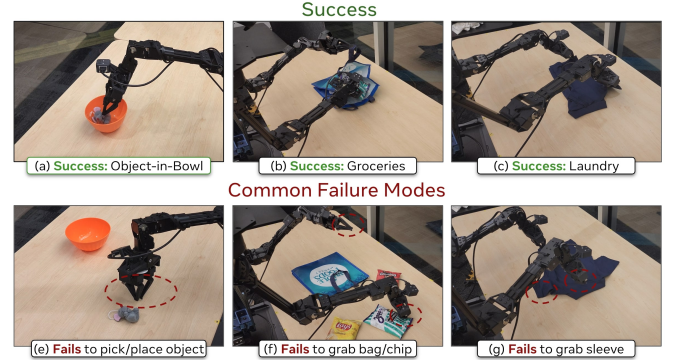 Success
(a) Success: Object-in-Bowl
(b) Success: Groceries
(c) Success: Laundry
Common Failure Modes
(e) Fails to pick/place object
(f) Fails to grab bag/chip
(g) Fails to grab sleeve